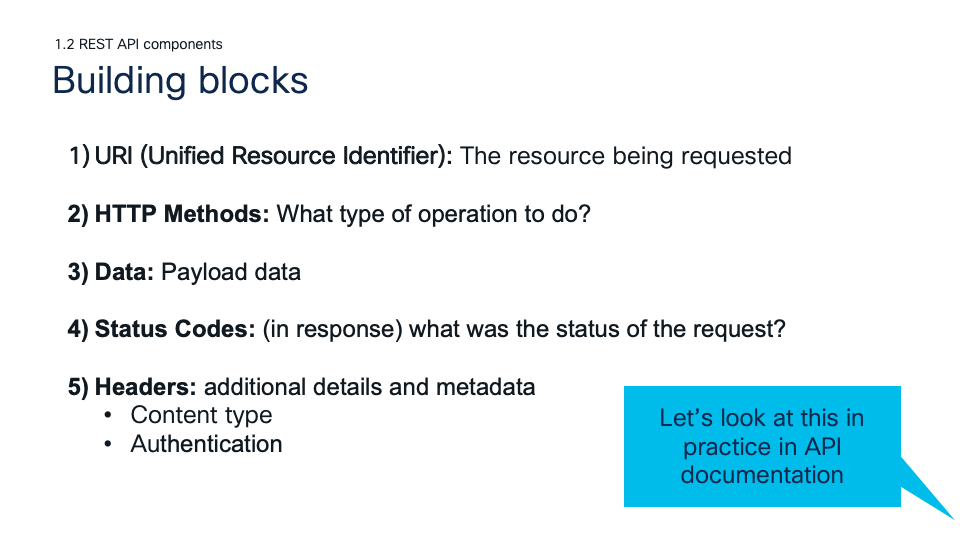 1.2 REST API components
Building blocks
1) URI (Unified Resource Identifier): The resource being requested
2) HTTP Methods: What type of operation to do?
3) Data: Payload data
4) Status Codes: (in response) what was the status of the request?
5) Headers: additional details and metadata
• Content type
• Authentication
Let's look at this in
practice in API
documentation